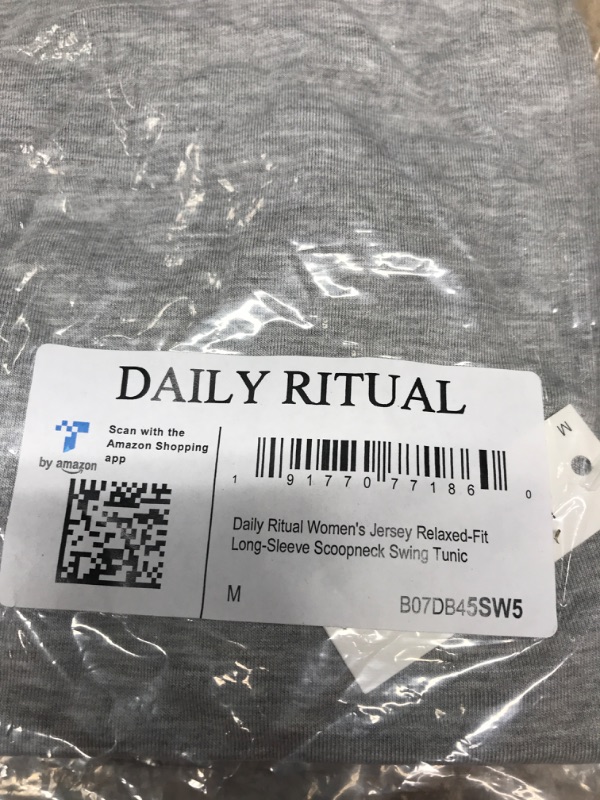 DAILY RITUAL
by amazon
Scan with the
Amazon Shopping
app
1 91770 77186 0
Daily Ritual Women's Jersey Relaxed-Fit
Long-Sleeve Scoopneck Swing Tunic
M
B07DB45SW5
M